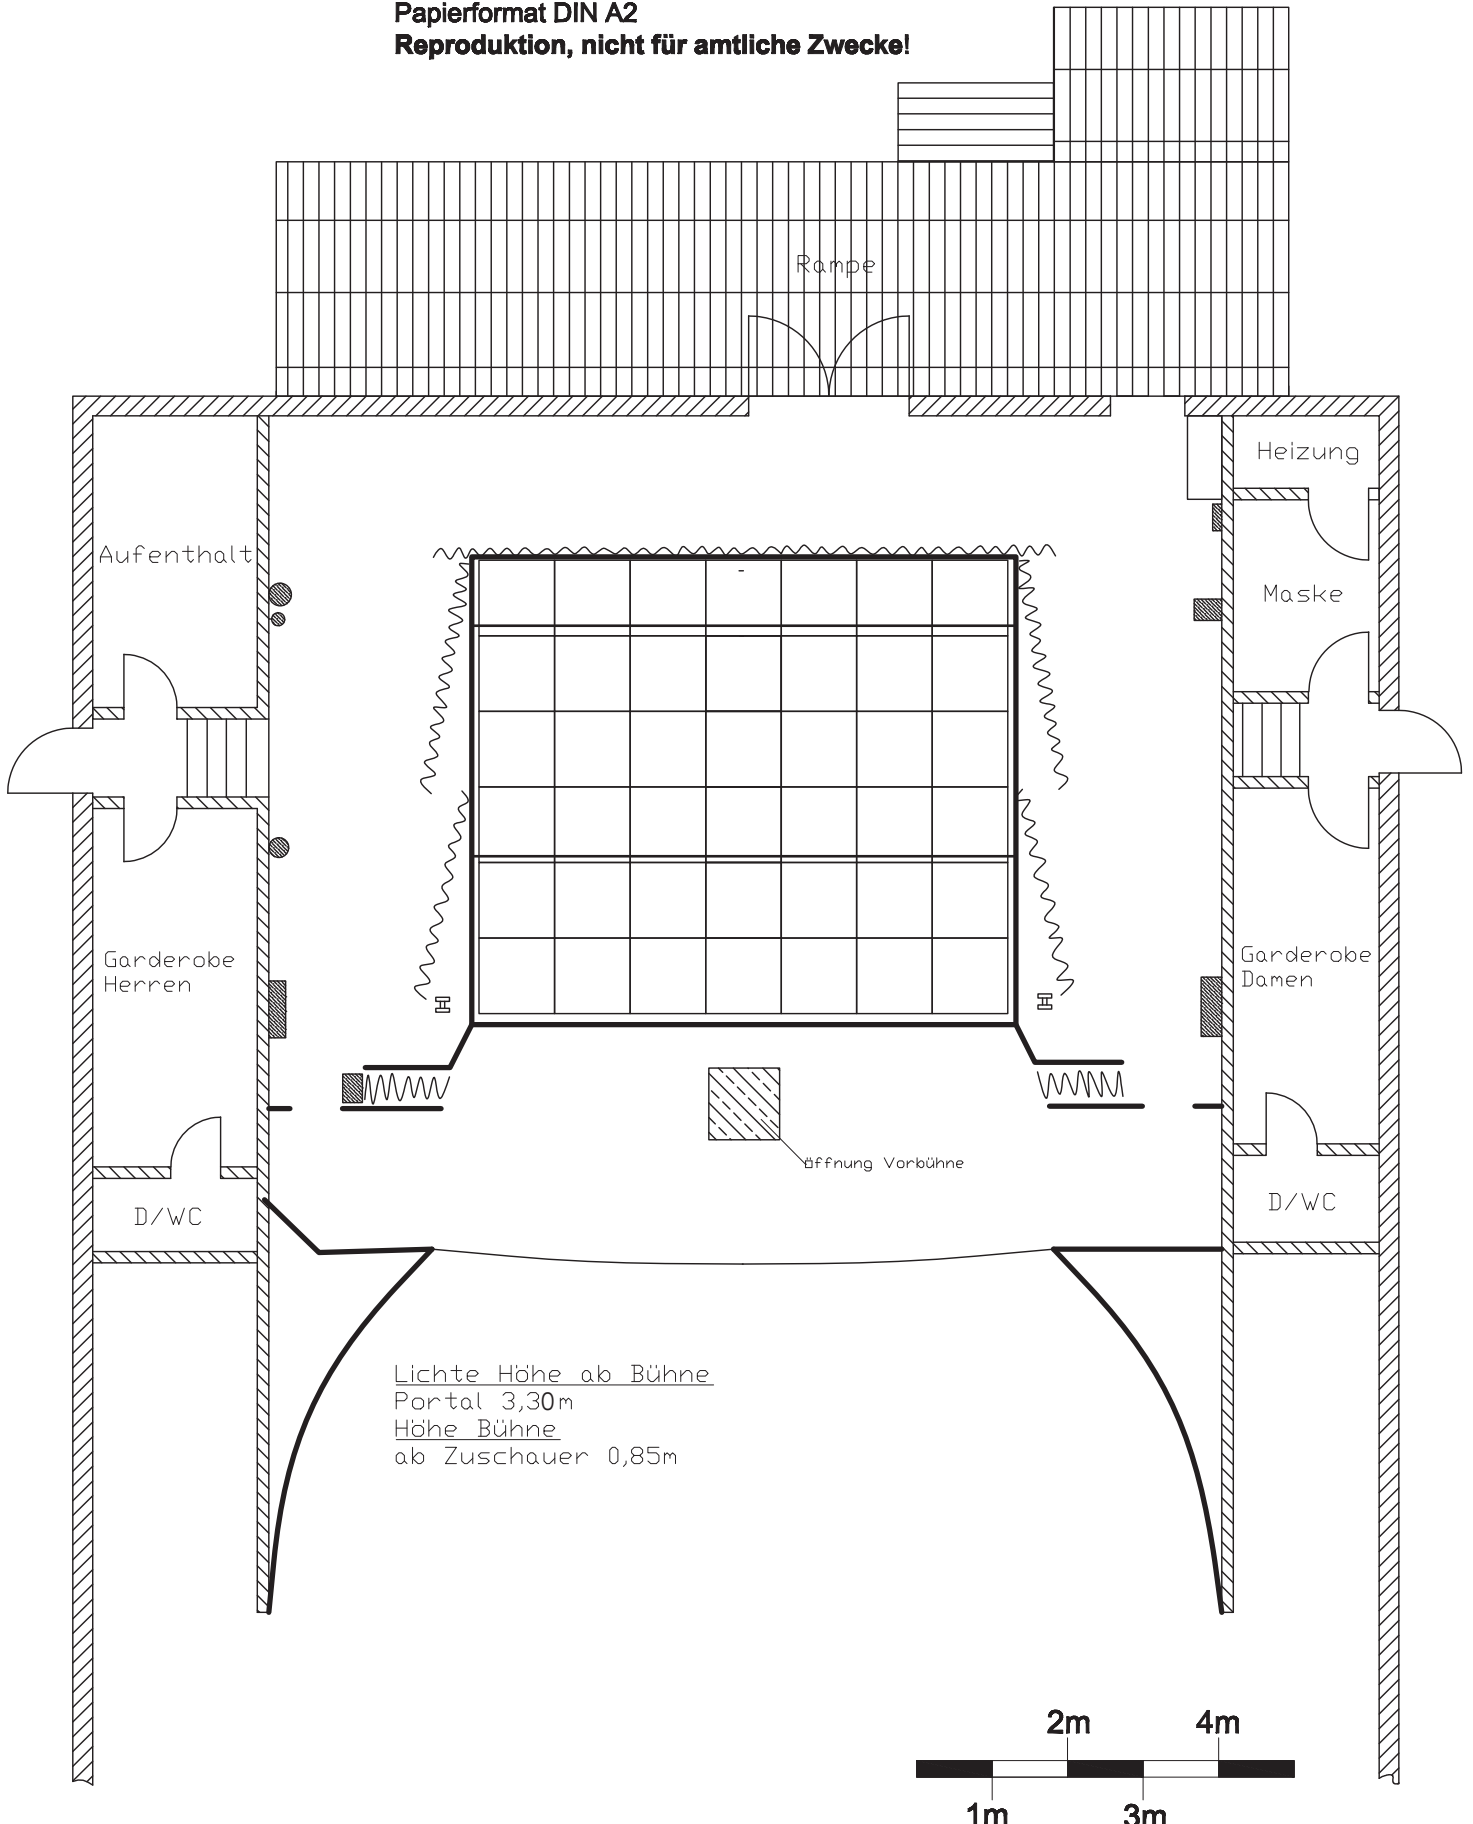 Papierformat DIN A2
Reproduktion, nicht für amtliche Zwecke!
Rampe
Heizung
Aufenthalt
Maske
Garderobe
Herren
Garderobe
Damen
öffnung Vorbühne
D/WC
D/WC
Lichte Höhe ab Bühne
Portal 3,30m
Höhe Bühne
ab Zuschauer 0,85m
2m
4m
1m
3m